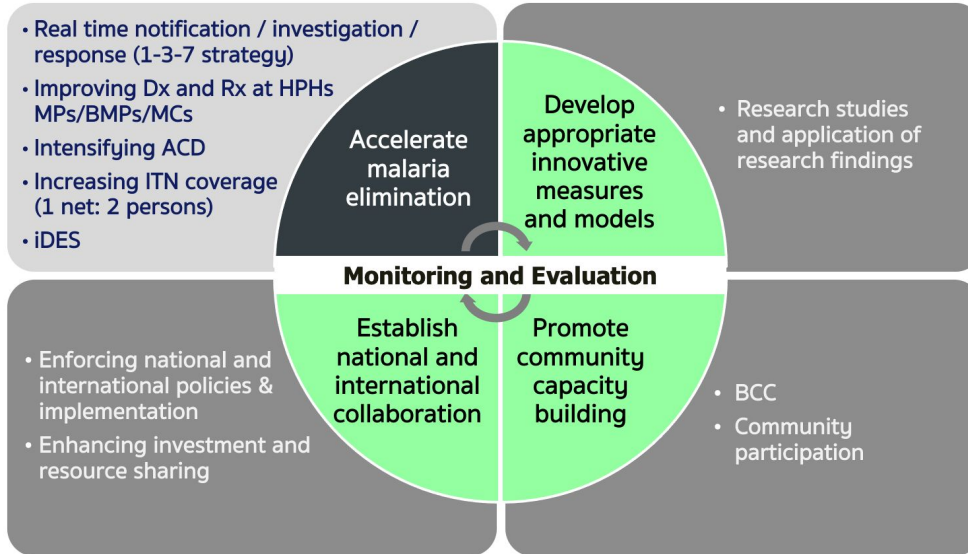 • Real time notification / investigation /
response (1-3-7 strategy)
• Improving Dx and Rx at HPHs
MPs/BMPs/MCs
• Intensifying ACD
• Increasing ITN coverage
(1 net: 2 persons)
• iDES
Accelerate
malaria
elimination
Develop
appropriate
innovative
measures
and models
• Research studies
and application of
research findings
Monitoring and Evaluation
• Enforcing national and
international policies &
implementation
• Enhancing investment and
resource sharing
Establish
national and
international
collaboration
Promote
community
capacity
building
• BCC
• Community
participation